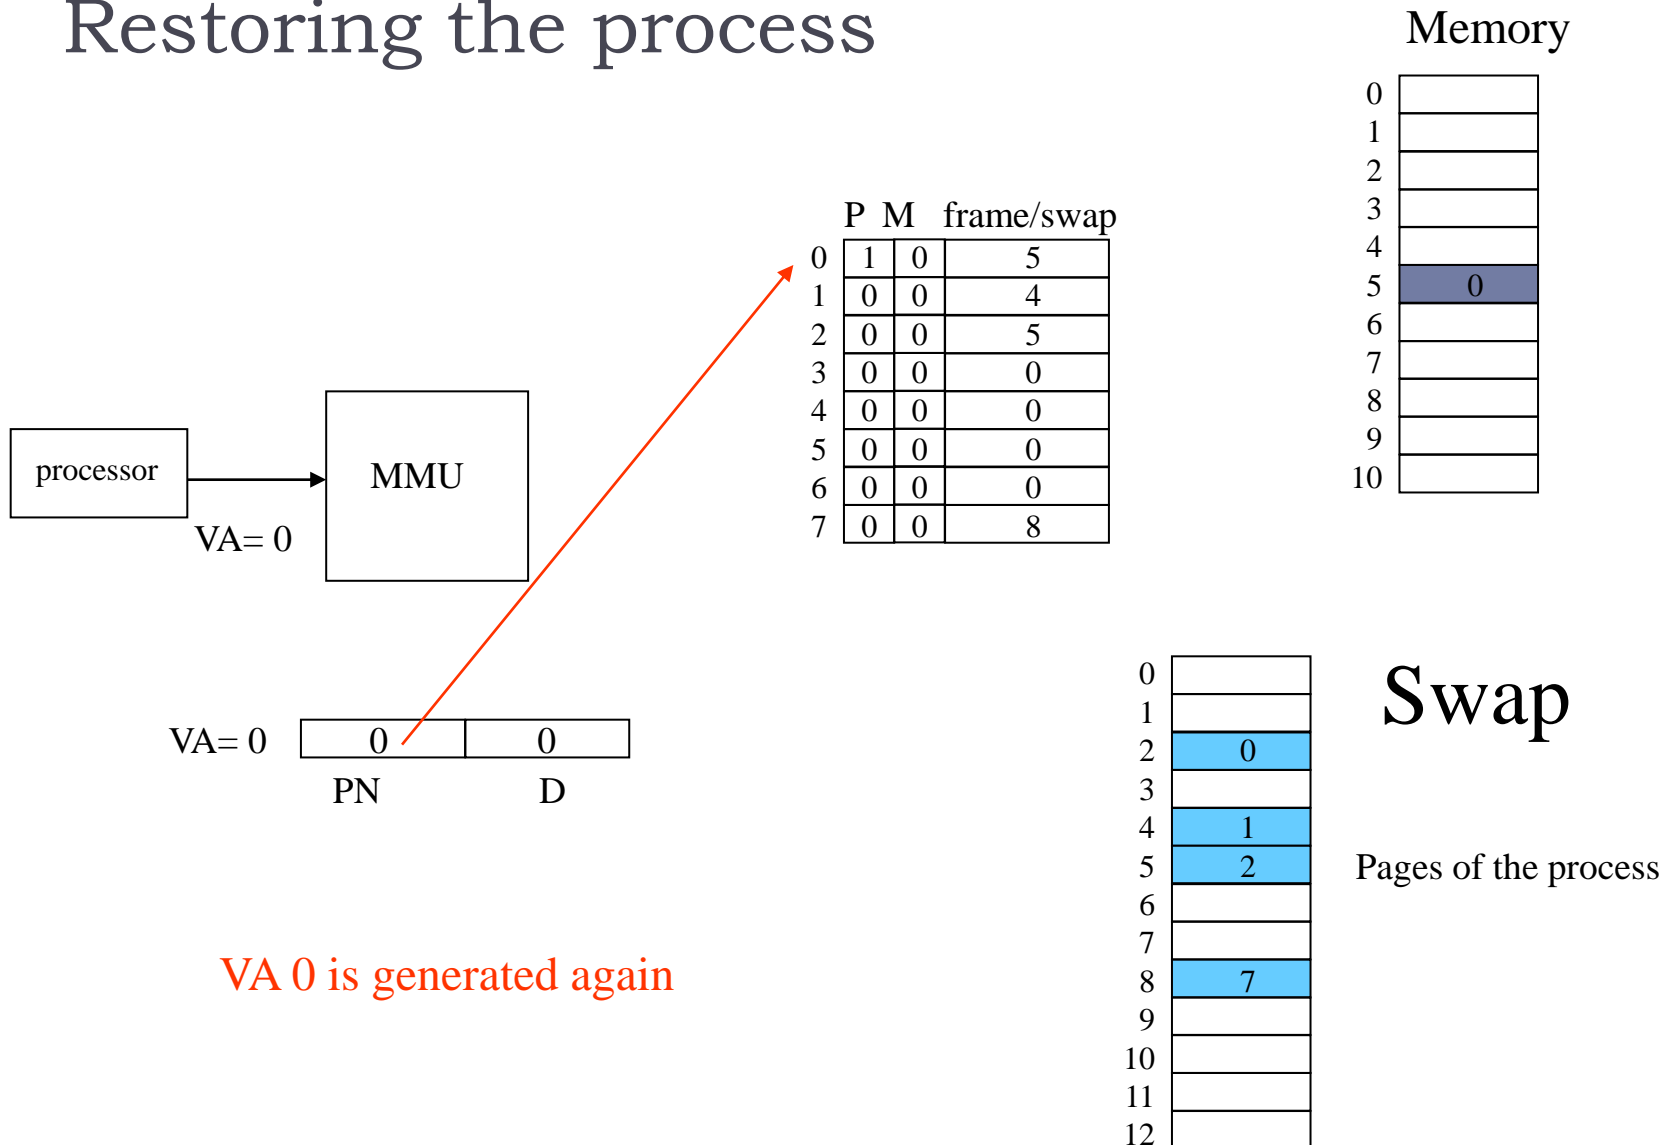 Restoring the process
Memory
0
1
2
3
4
5 0
6
7
8
9
10
P M frame/swap
0 1 0 5
1 0 0 4
2 0 0 5
3 0 0 0
4 0 0 0
5 0 0 0
6 0 0 0
7 0 0 8
processor
MMU
VA= 0
VA= 0 0 0
PN D
VA 0 is generated again
Swap
0
1
2 0
3
4 1
5 2
6
7
8 7
9
10
11
12
Pages of the process